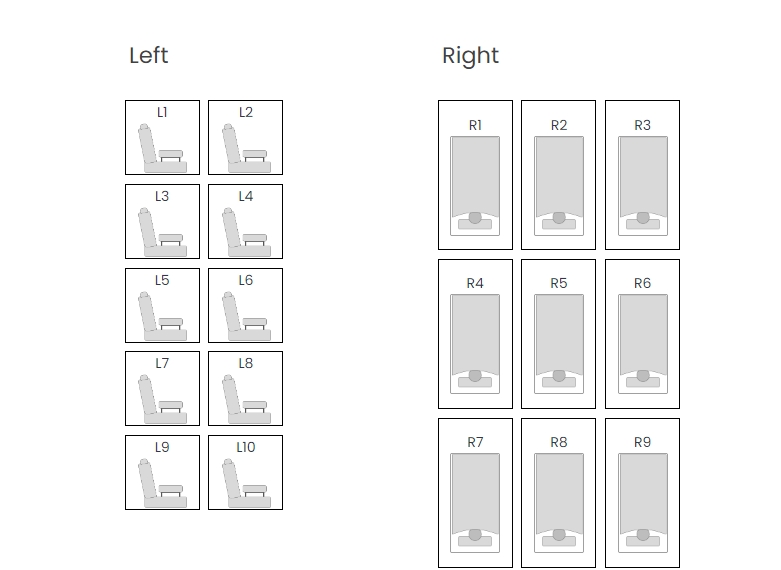 Left
L1 L2
L3 L4
L5 L6
L7 L8
L9 L10
Right
R1 R2 R3
R4 R5 R6
R7 R8 R9